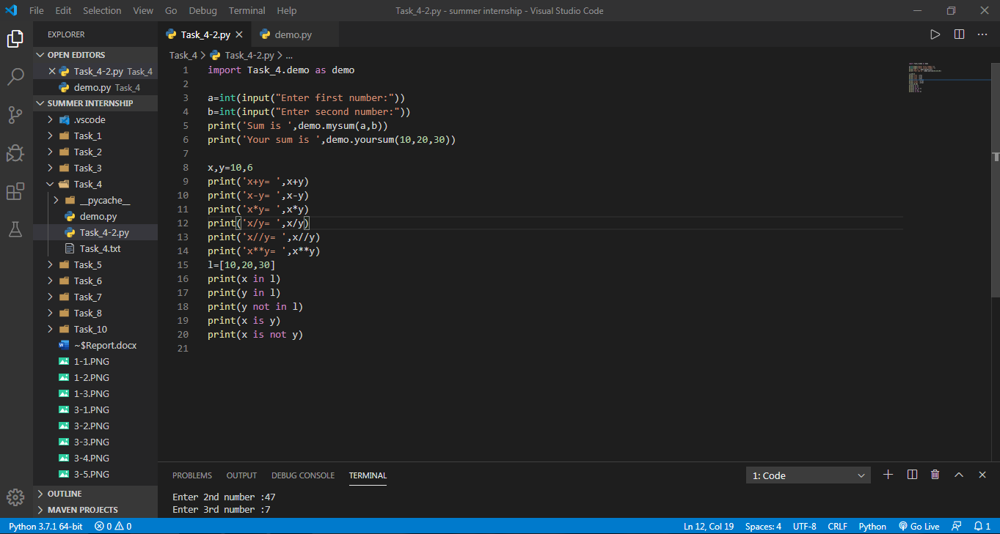 File Edit Selection View Go Debug Terminal Help Task_4-2.py - summer internship - Visual Studio Code
EXPLORER
OPEN EDITORS
Task_4-2.py Task_4
demo.py Task_4
SUMMER INTERNSHIP
.vscode
Task_1
Task_2
Task_3
Task_4
__pycache__
demo.py
Task_4-2.py
Task_4.txt
Task_5
Task_6
Task_7
Task_8
Task_10
~$Report.docx
1-1.PNG
1-2.PNG
1-3.PNG
3-1.PNG
3-2.PNG
3-3.PNG
3-4.PNG
3-5.PNG
OUTLINE
MAVEN PROJECTS
Task_4-2.py demo.py
Task_4 > Task_4-2.py > ...
1 import Task_4.demo as demo
2
3 a=int(input("Enter first number:"))
4 b=int(input("Enter second number:"))
5 print('Sum is ',demo.mysum(a,b))
6 print('Your sum is ',demo.yoursum(10,20,30))
7
8 x,y=10,6
9 print('x+y= ',x+y)
10 print('x-y= ',x-y)
11 print('x*y= ',x*y)
12 print('x/y= ',x/y)
13 print('x//y= ',x//y)
14 print('x**y= ',x**y)
15 l=[10,20,30]
16 print(x in l)
17 print(y in l)
18 print(y not in l)
19 print(x is y)
20 print(x is not y)
21
PROBLEMS OUTPUT DEBUG CONSOLE TERMINAL 1: Code
Enter 2nd number :47
Enter 3rd number :7
Python 3.7.1 64-bit 0 0 Ln 12, Col 19 Spaces: 4 UTF-8 CRLF Python Go Live 1